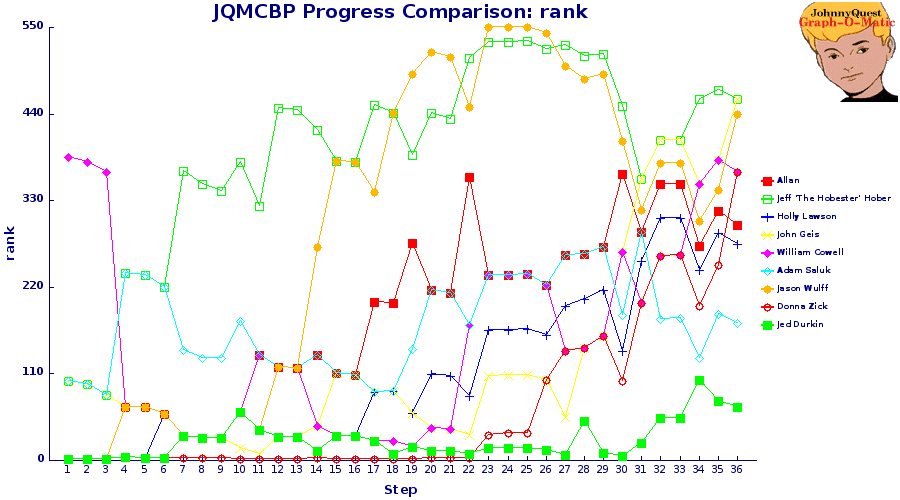 JQMCBP Progress Comparison: rank
JohnnyQuest
Graph-O-Matic
550
440
330
220
110
0
rank
1 2 3 4 5 6 7 8 9 10 11 12 13 14 15 16 17 18 19 20 21 22 23 24 25 26 27 28 29 30 31 32 33 34 35 36
Step
Allan
Jeff 'The Hobester' Hober
Holly Lawson
John Geis
William Cowell
Adam Saluk
Jason Wulff
Donna Zick
Jed Durkin